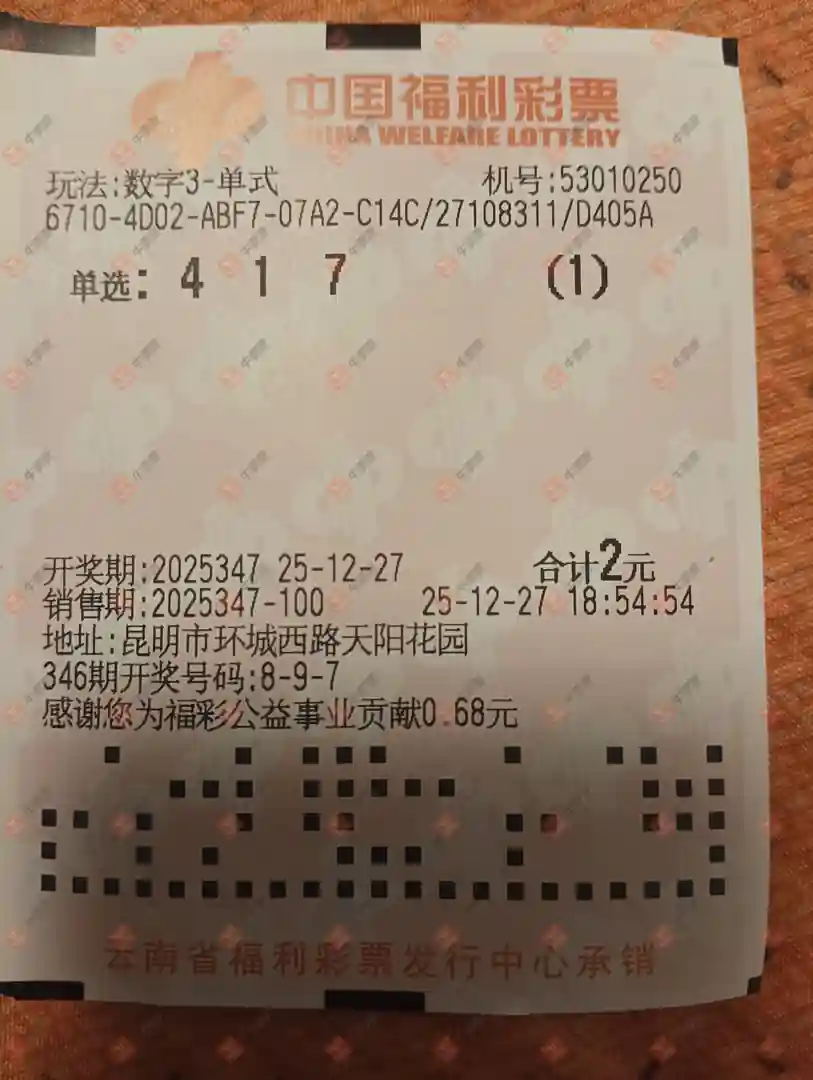 中国福利彩票
CHINA WELFARE LOTTERY
玩法:数字3-单式 机号:53010250
6710-4D02-ABF7-07A2-C14C/27108311/D405A
单选: 4 1 7 (1)
开奖期:2025347 25-12-27 合计2元
销售期:2025347-100 25-12-27 18:54:54
地址:昆明市环城西路天阳花园
346期开奖号码:8-9-7
感谢您为福彩公益事业贡献0.68元
云南省福利彩票发行中心承销